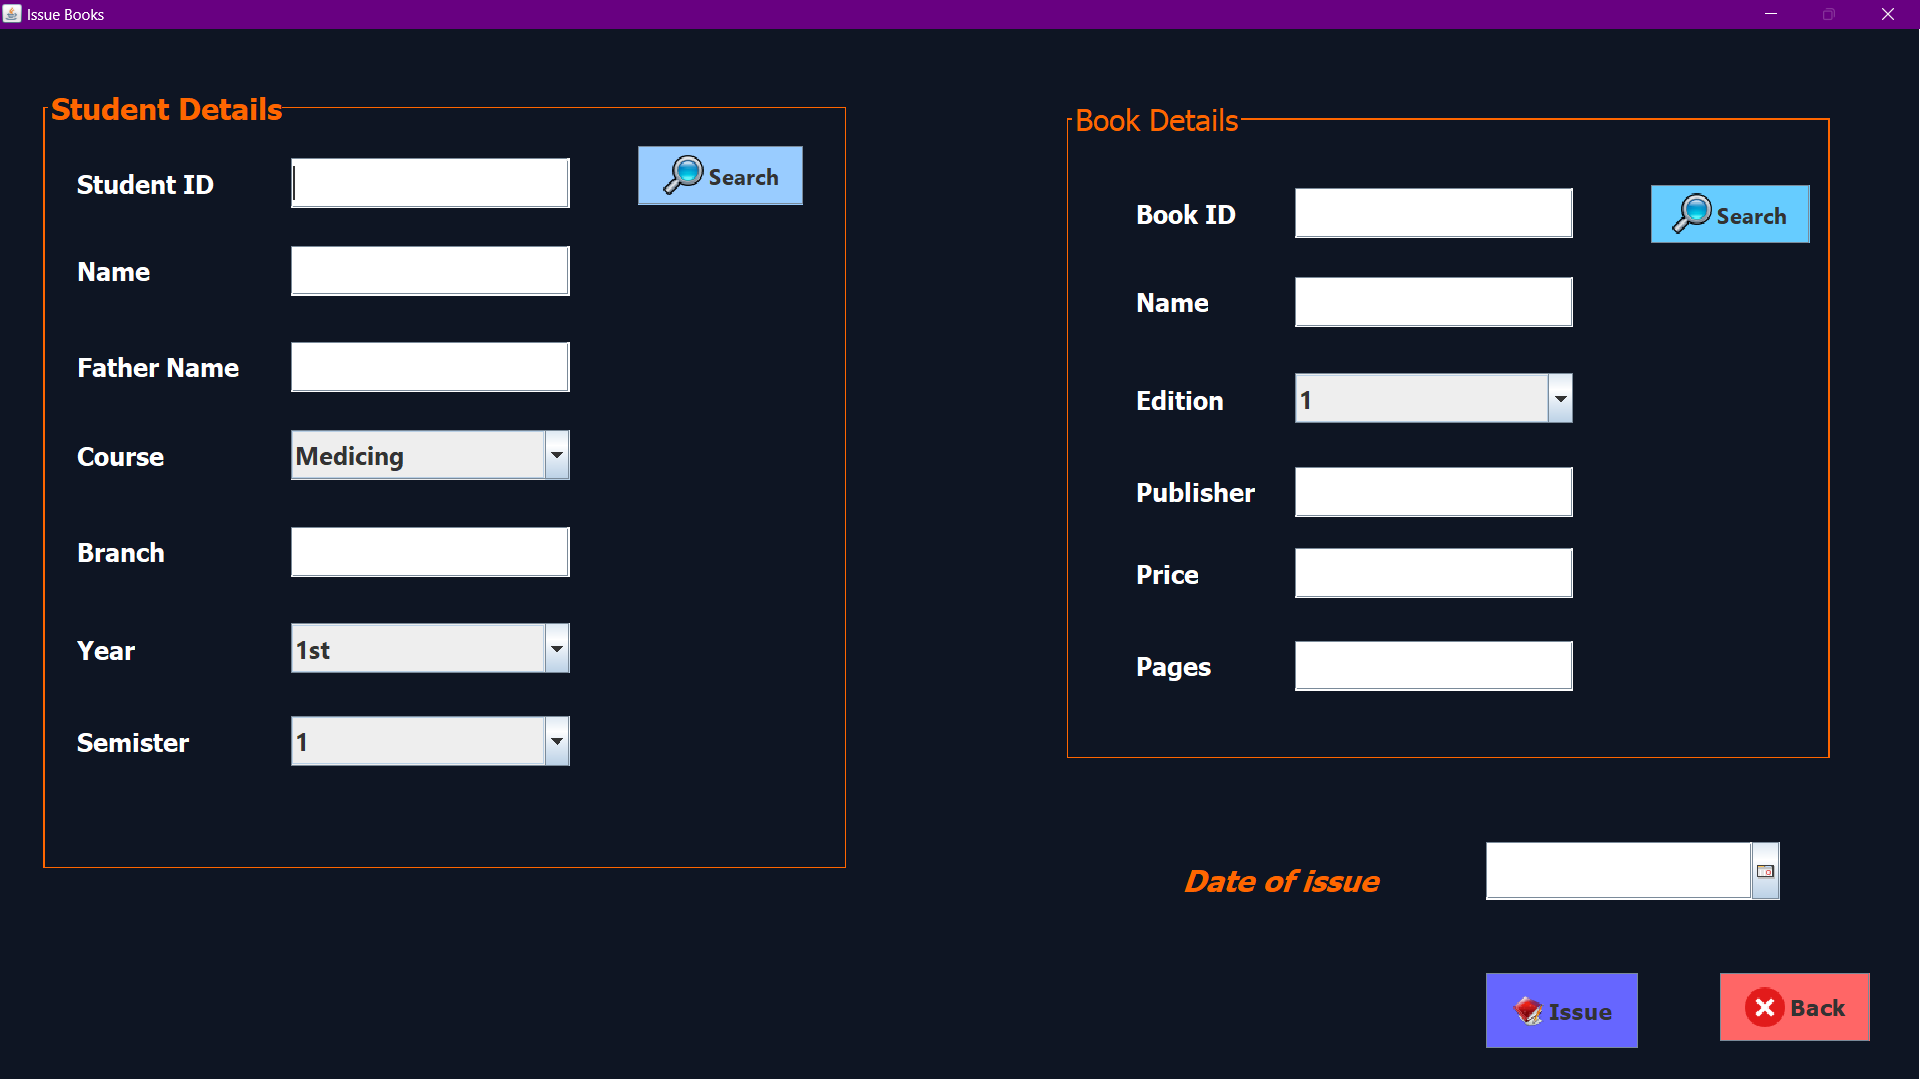 Issue Books
Student Details
Student ID
Search
Name
Father Name
Course
Medicing
Branch
Year
1st
Semister
1
Book Details
Book ID
Search
Name
Edition
1
Publisher
Price
Pages
Date of issue
Issue
Back